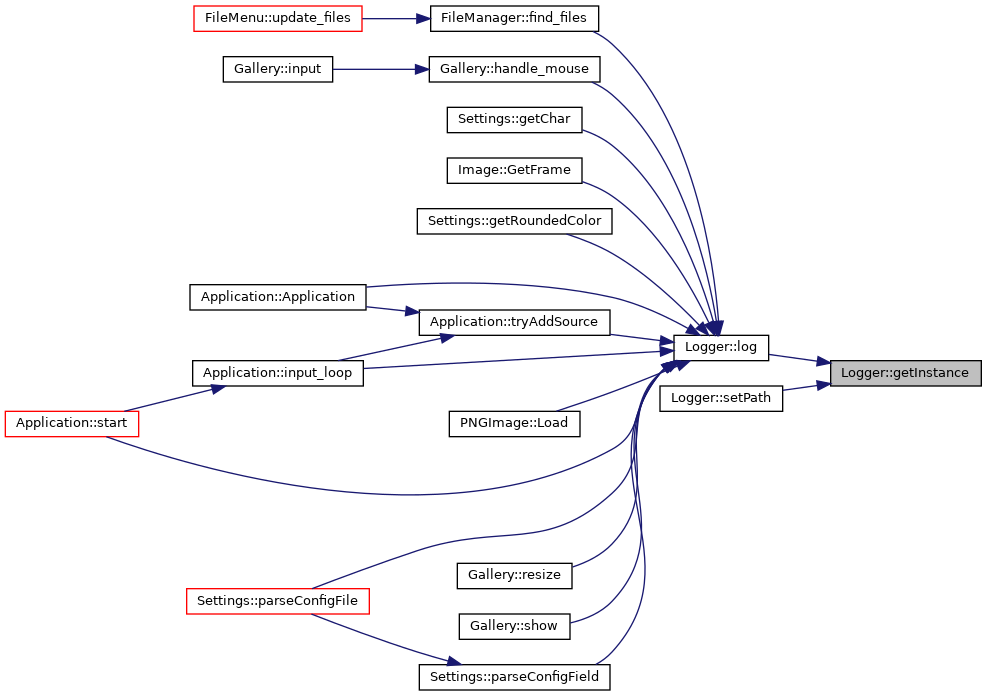 FileMenu::update_files
FileManager::find_files
Gallery::input
Gallery::handle_mouse
Settings::getChar
Image::GetFrame
Settings::getRoundedColor
Application::Application
Application::tryAddSource
Logger::log
Application::input_loop
Logger::getInstance
Logger::setPath
Application::start
PNGImage::Load
Gallery::resize
Settings::parseConfigFile
Gallery::show
Settings::parseConfigField